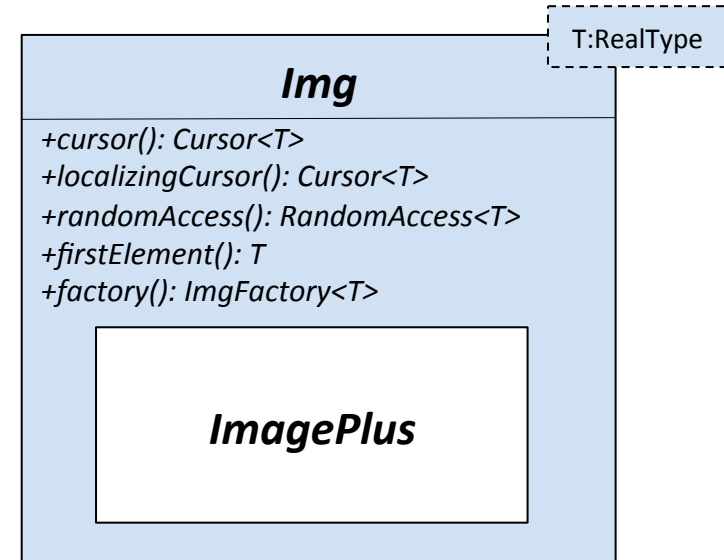 T:RealType
Img
+cursor(): Cursor<T>
+localizingCursor(): Cursor<T>
+randomAccess(): RandomAccess<T>
+firstElement(): T
+factory(): ImgFactory<T>
ImagePlus